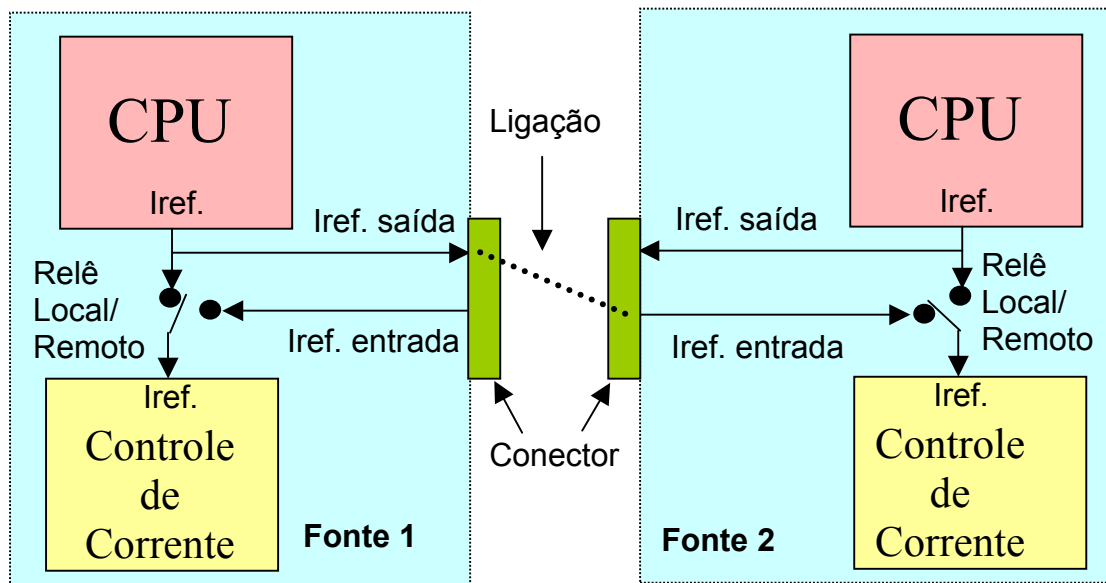 CPU
Iref.
Iref. saída
Relê
Local/
Remoto
Iref. entrada
Iref.
Controle
de
Corrente
Fonte 1
Ligação
Conector
CPU
Iref.
Iref. saída
Relê
Local/
Remoto
Iref. entrada
Iref.
Controle
de
Corrente
Fonte 2